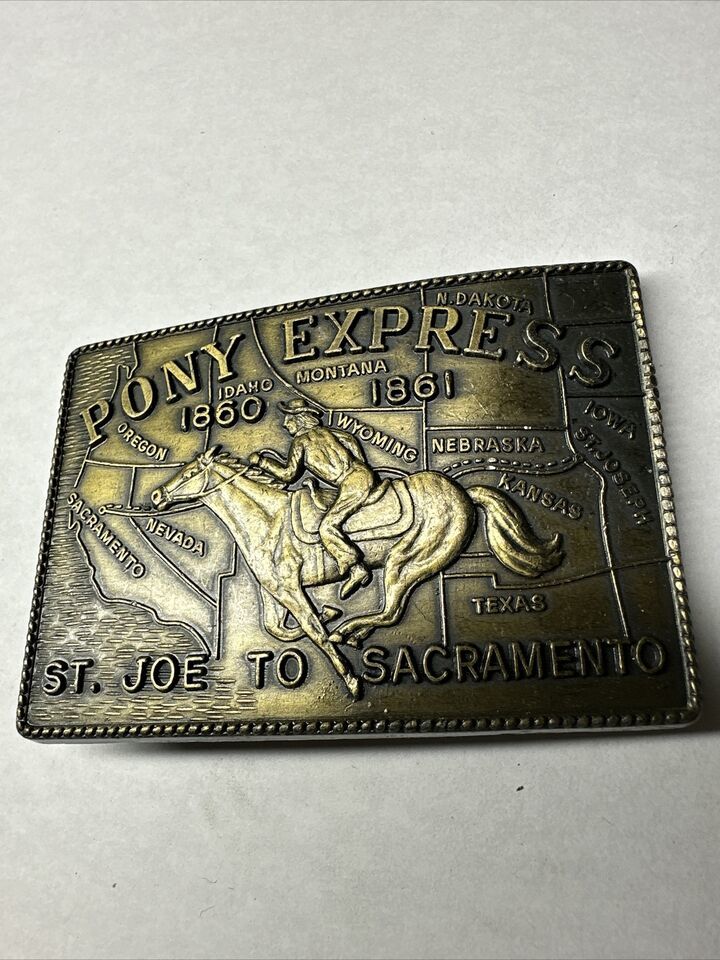 N. DAKOTA
PONY EXPRESS
IDAHO MONTANA
1860 1861
OREGON
WYOMING
NEBRASKA
IOWA
ST. JOSEPH
KANSAS
SACRAMENTO
NEVADA
TEXAS
ST. JOE TO SACRAMENTO